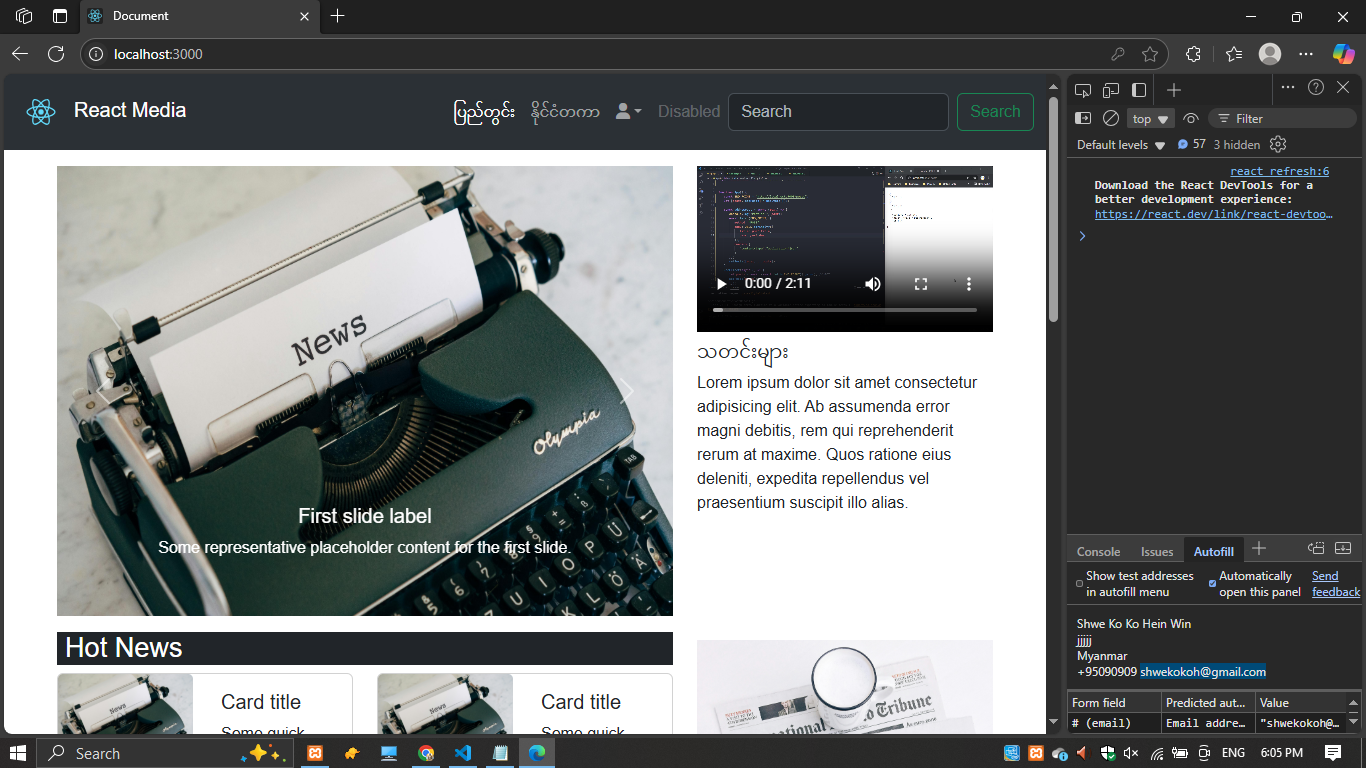 Document
localhost:3000
React Media
ပြည်တွင်း
နိုင်ငံတကာ
Disabled
Search
Search
News
Olympia
First slide label
Some representative placeholder content for the first slide.
0:00 / 2:11
သတင်းများ
Lorem ipsum dolor sit amet consectetur
adipisicing elit. Ab assumenda error
magni debitis, rem qui reprehenderit
rerum at maxime. Quos ratione eius
deleniti, expedita repellendus vel
praesentium suscipit illo alias.
Hot News
News
Card title
Some quick
News
Card title
Some quick
Tribune
top
Filter
Default levels
57
3 hidden
react refresh:6
Download the React DevTools for a
better development experience:
https://react.dev/link/react-devtoo…
Console
Issues
Autofill
Show test addresses
in autofill menu
Automatically
open this panel
Send
feedback
Shwe Ko Ko Hein Win
jjjjj
Myanmar
+95090909 shwekokoh@gmail.com
Form field
Predicted aut...
Value
# (email)
Email addre…
"shwekokoh@…
Search
ENG
6:05 PM